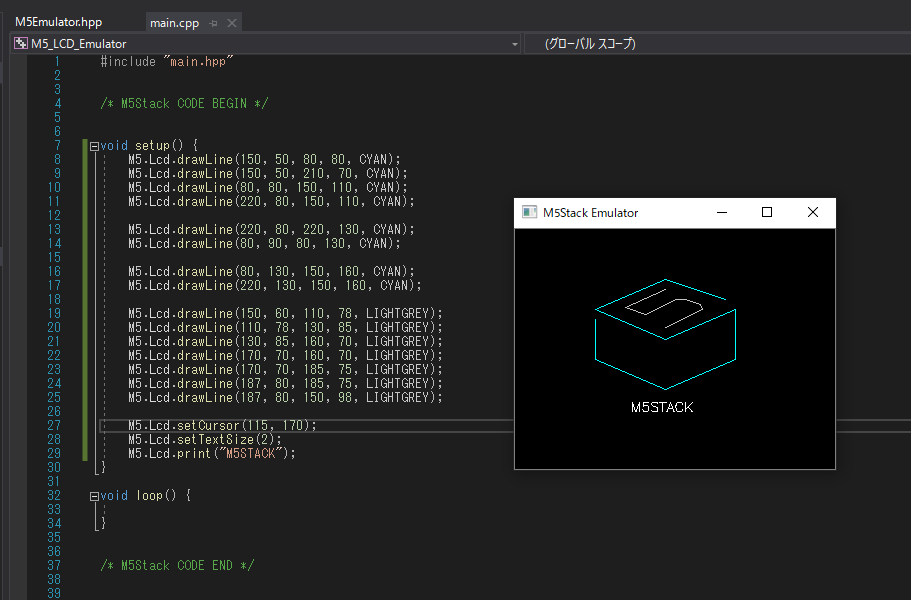 M5Emulator.hpp
main.cpp
M5_LCD_Emulator
(グローバル スコープ)
1 #include "main.hpp"
2
3
4 /* M5Stack CODE BEGIN */
5
6
7 void setup() {
8 M5.Lcd.drawLine(150, 50, 80, 80, CYAN);
9 M5.Lcd.drawLine(150, 50, 210, 70, CYAN);
10 M5.Lcd.drawLine(80, 80, 150, 110, CYAN);
11 M5.Lcd.drawLine(220, 80, 150, 110, CYAN);
12
13 M5.Lcd.drawLine(220, 80, 220, 130, CYAN);
14 M5.Lcd.drawLine(80, 90, 80, 130, CYAN);
15
16 M5.Lcd.drawLine(80, 130, 150, 160, CYAN);
17 M5.Lcd.drawLine(220, 130, 150, 160, CYAN);
18
19 M5.Lcd.drawLine(150, 60, 110, 78, LIGHTGREY);
20 M5.Lcd.drawLine(110, 78, 130, 85, LIGHTGREY);
21 M5.Lcd.drawLine(130, 85, 160, 70, LIGHTGREY);
22 M5.Lcd.drawLine(170, 70, 160, 70, LIGHTGREY);
23 M5.Lcd.drawLine(170, 70, 185, 75, LIGHTGREY);
24 M5.Lcd.drawLine(187, 80, 185, 75, LIGHTGREY);
25 M5.Lcd.drawLine(187, 80, 150, 98, LIGHTGREY);
26
27 M5.Lcd.setCursor(115, 170);
28 M5.Lcd.setTextSize(2);
29 M5.Lcd.print("M5STACK");
30 }
31
32 void loop() {
33
34 }
35
36
37 /* M5Stack CODE END */
38
39
M5Stack Emulator
M5STACK